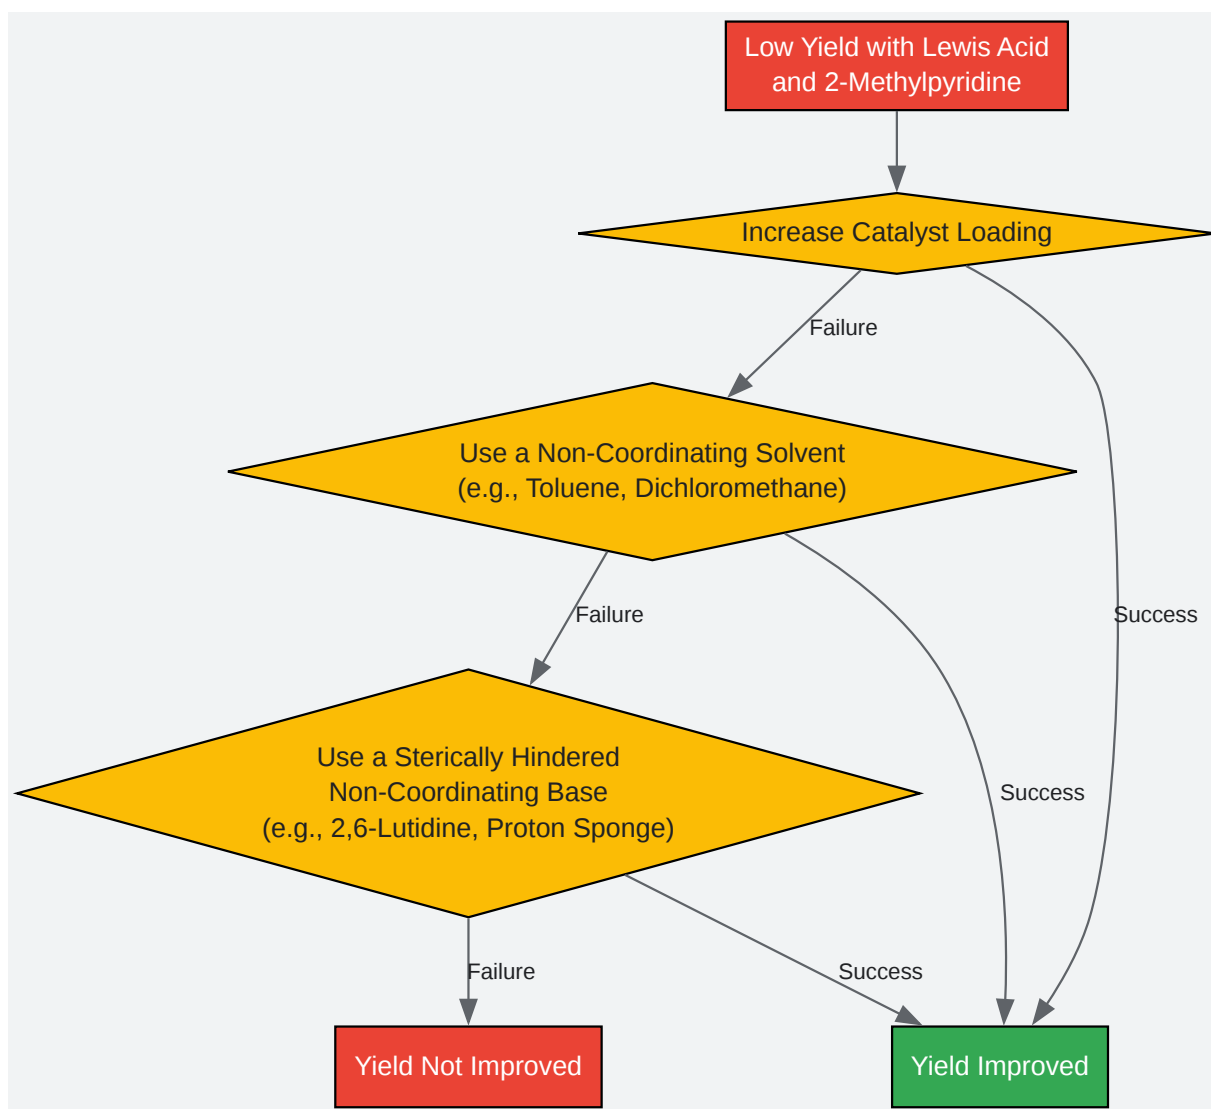 Low Yield with Lewis Acid
and 2-Methylpyridine
Increase Catalyst Loading
Failure
Use a Non-Coordinating Solvent
(e.g., Toluene, Dichloromethane)
Failure
Success
Use a Sterically Hindered
Non-Coordinating Base
(e.g., 2,6-Lutidine, Proton Sponge)
Success
Failure
Success
Yield Not Improved
Yield Improved